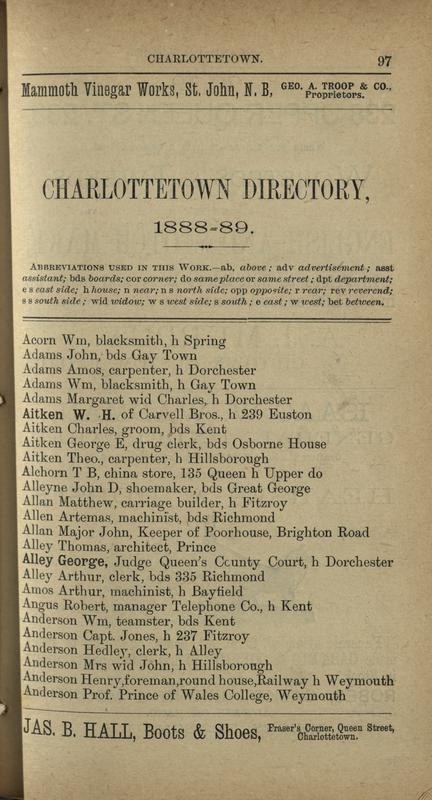 CHARLOTTETOWN. 97
Mammoth Vinegar Works, St. John, N. B, GEO. A. TROOP & CO., Proprietors.
CHARLOTTETOWN DIRECTORY,
1888-89.
ABBREVIATIONS USED IN THIS WORK.—ab, above; adv advertisement; asst
assistant; bds boards; cor corner; do same place or same street; dpt department;
e s east side; h house; n near; n s north side; opp opposite; r rear; rev reverend;
s s south side; wid widow; w s west side; s south; e east; w west; bet between.
Acorn Wm, blacksmith, h Spring
Adams John, bds Gay Town
Adams Amos, carpenter, h Dorchester
Adams Wm, blacksmith, h Gay Town
Adams Margaret wid Charles, h Dorchester
Aitken W. H. of Carvell Bros., h 239 Euston
Aitken Charles, groom, bds Kent
Aitken George E, drug clerk, bds Osborne House
Aitken Theo., carpenter, h Hillsborough
Alchorn T B, china store, 135 Queen h Upper do
Alleyne John D, shoemaker, bds Great George
Allan Matthew, carriage builder, h Fitzroy
Allen Artemas, machinist, bds Richmond
Allan Major John, Keeper of Poorhouse, Brighton Road
Alley Thomas, architect, Prince
Alley George, Judge Queen's County Court, h Dorchester
Alley Arthur, clerk, bds 335 Richmond
Amos Arthur, machinist, h Bayfield
Angus Robert, manager Telephone Co., h Kent
Anderson Wm, teamster, bds Kent
Anderson Capt. Jones, h 237 Fitzroy
Anderson Hedley, clerk, h Alley
Anderson Mrs wid John, h Hillsborough
Anderson Henry,foreman,round house,Railway h Weymouth
Anderson Prof. Prince of Wales College, Weymouth
JAS. B. HALL, Boots & Shoes, Fraser's Corner, Queen Street, Charlottetown.